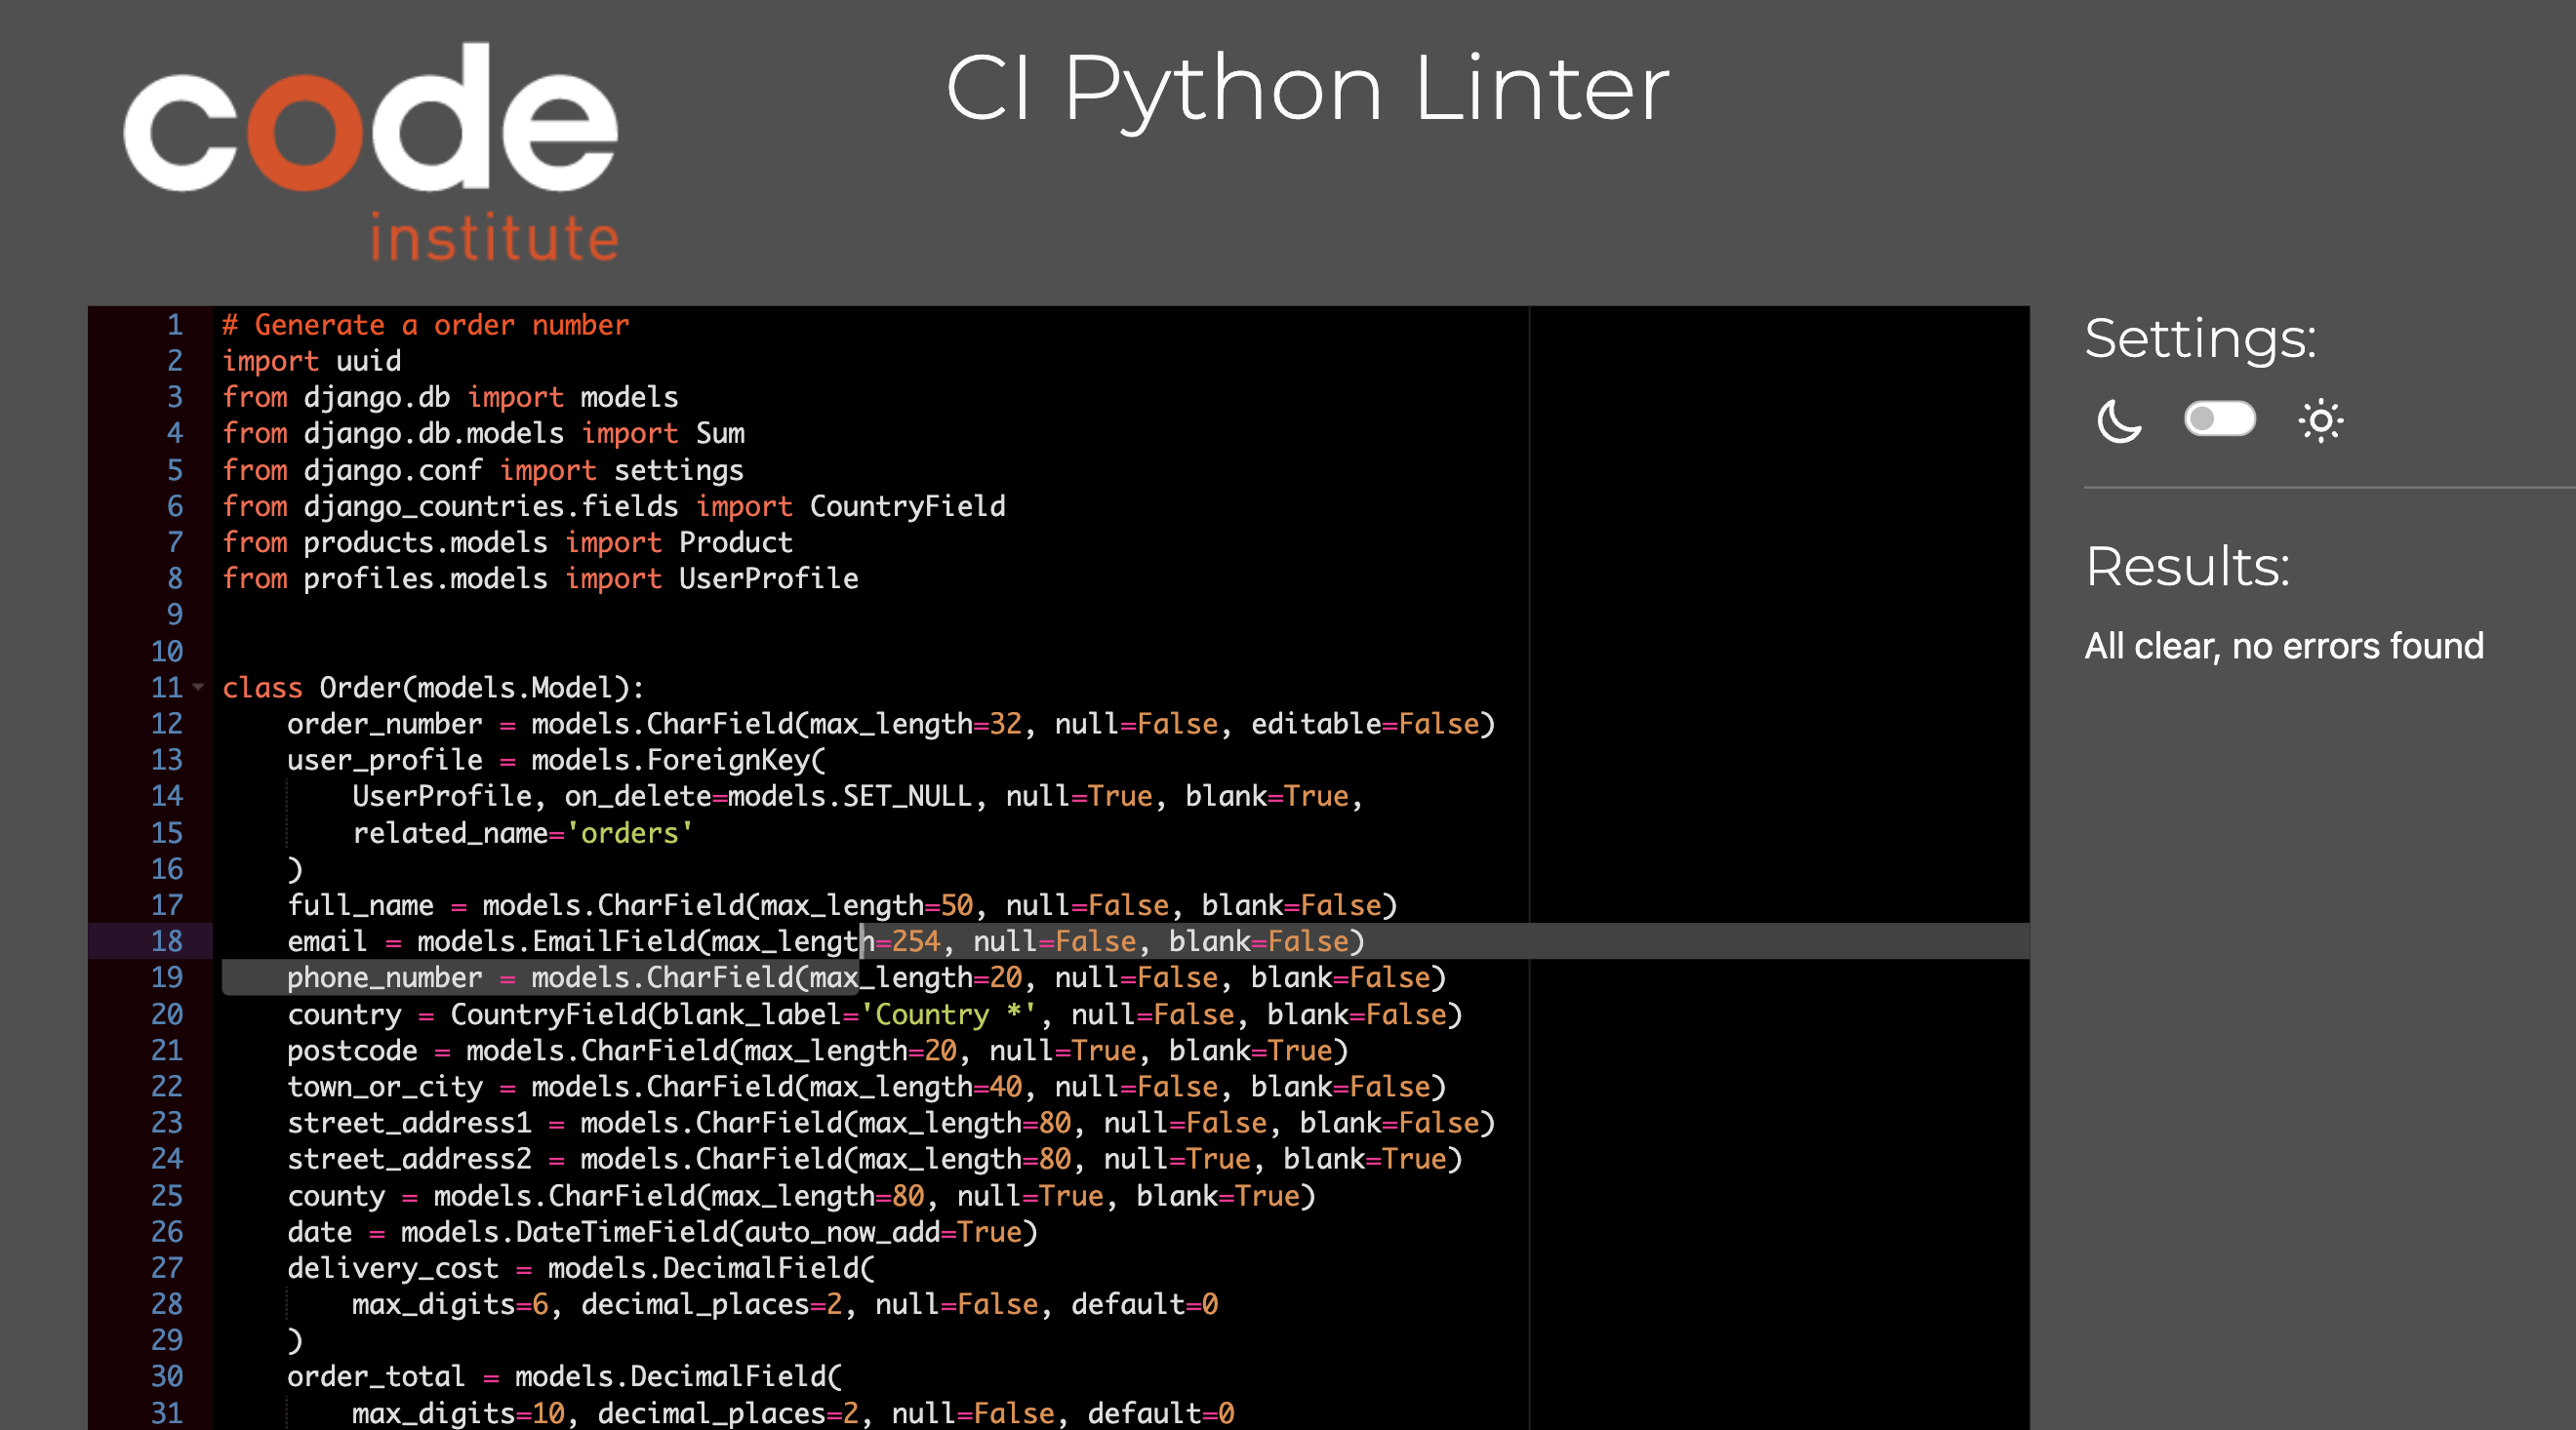 code
institute
CI Python Linter
1 # Generate a order number
2 import uuid
3 from django.db import models
4 from django.db.models import Sum
5 from django.conf import settings
6 from django_countries.fields import CountryField
7 from products.models import Product
8 from profiles.models import UserProfile
9
10
11 class Order(models.Model):
12     order_number = models.CharField(max_length=32, null=False, editable=False)
13     user_profile = models.ForeignKey(
14         UserProfile, on_delete=models.SET_NULL, null=True, blank=True,
15         related_name='orders'
16     )
17     full_name = models.CharField(max_length=50, null=False, blank=False)
18     email = models.EmailField(max_length=254, null=False, blank=False)
19     phone_number = models.CharField(max_length=20, null=False, blank=False)
20     country = CountryField(blank_label='Country *', null=False, blank=False)
21     postcode = models.CharField(max_length=20, null=True, blank=True)
22     town_or_city = models.CharField(max_length=40, null=False, blank=False)
23     street_address1 = models.CharField(max_length=80, null=False, blank=False)
24     street_address2 = models.CharField(max_length=80, null=True, blank=True)
25     county = models.CharField(max_length=80, null=True, blank=True)
26     date = models.DateTimeField(auto_now_add=True)
27     delivery_cost = models.DecimalField(
28         max_digits=6, decimal_places=2, null=False, default=0
29     )
30     order_total = models.DecimalField(
31         max_digits=10, decimal_places=2, null=False, default=0
Settings:
Results:
All clear, no errors found